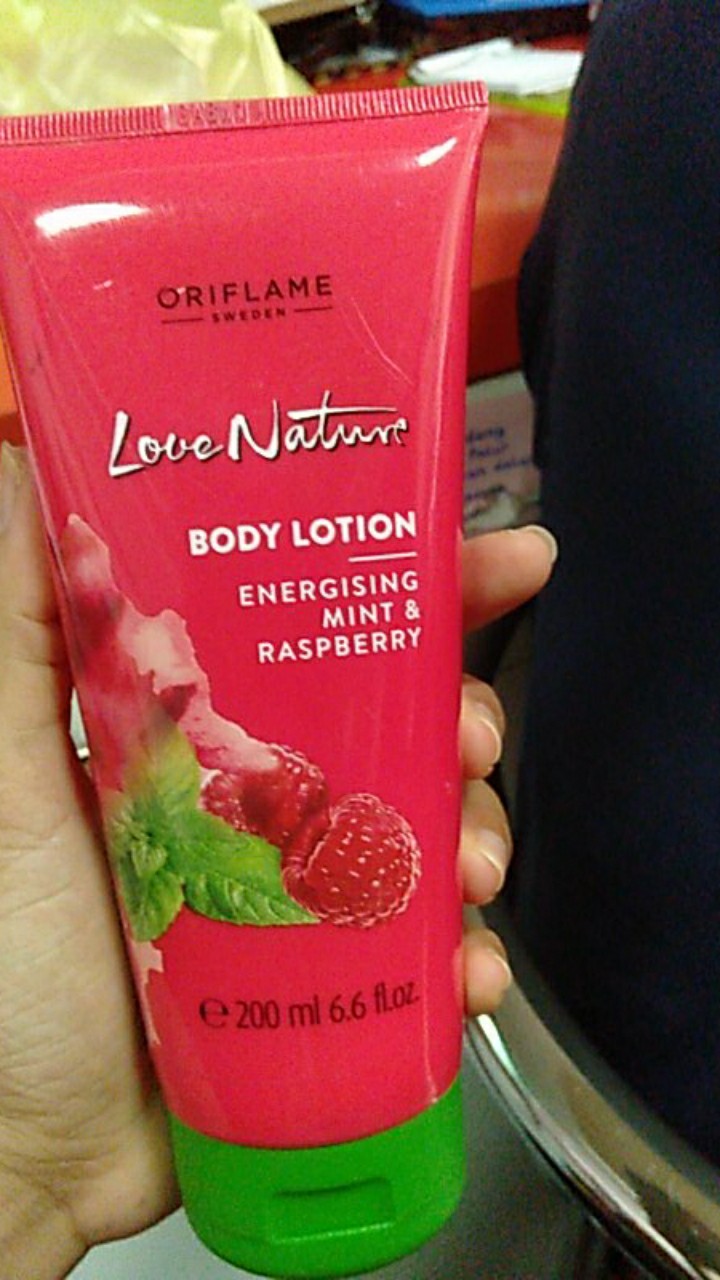 ORIFLAME
SWEDEN
Love Nature
BODY LOTION
ENERGISING
MINT &
RASPBERRY
℮ 200 ml 6.6 fl.oz.